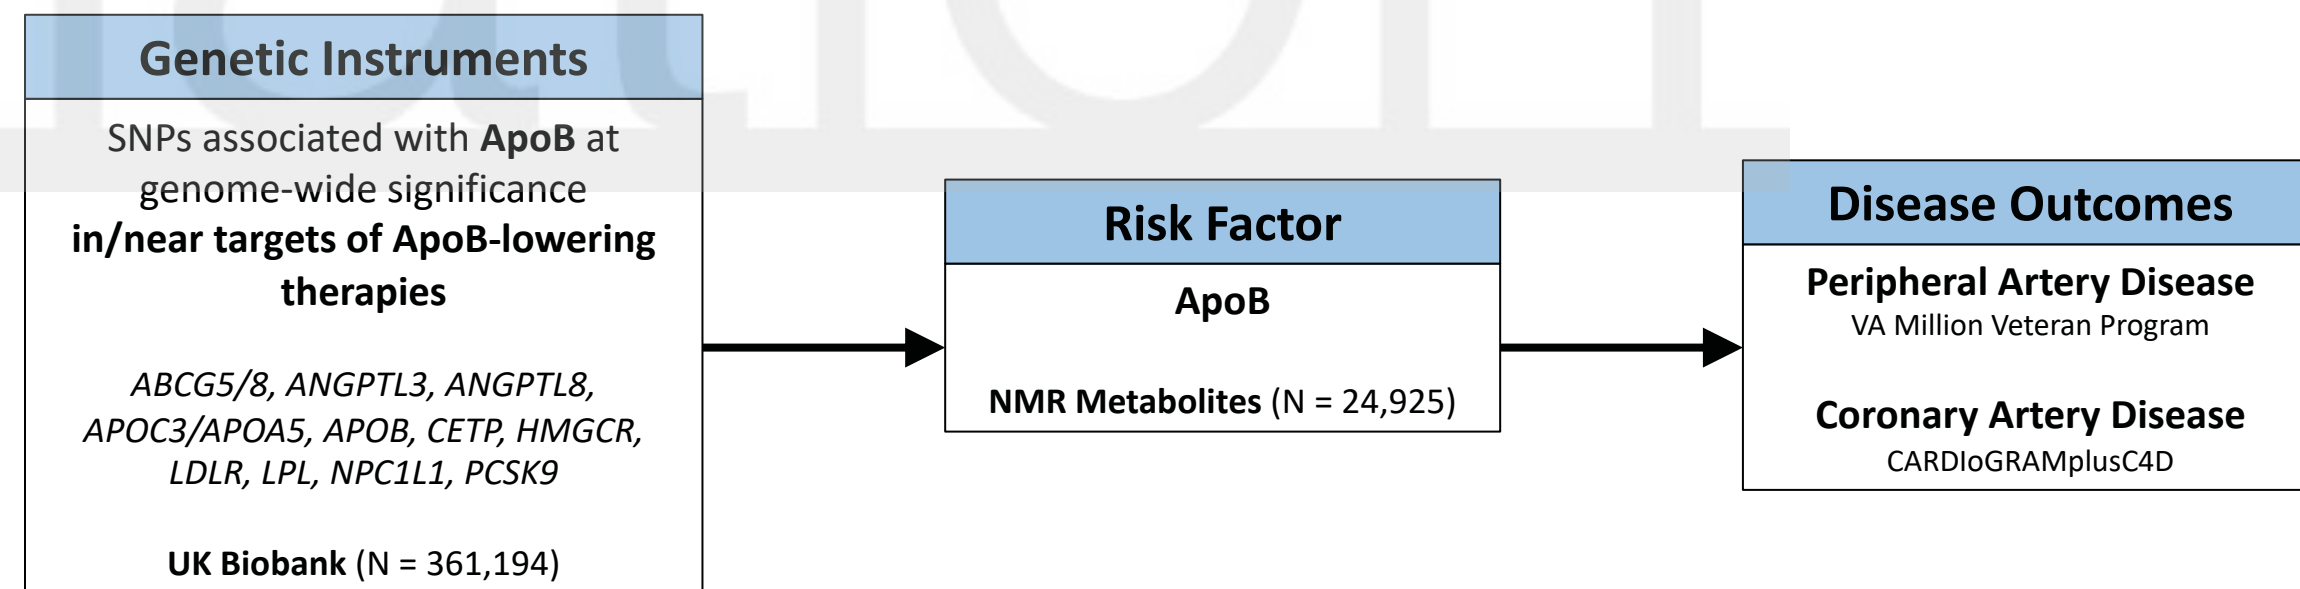 Genetic Instruments
SNPs associated with ApoB at
genome-wide significance
in/near targets of ApoB-lowering
therapies
ABCG5/8, ANGPTL3, ANGPTL8,
APOC3/APOA5, APOB, CETP, HMGCR,
LDLR, LPL, NPC1L1, PCSK9
UK Biobank (N = 361,194)
Risk Factor
ApoB
NMR Metabolites (N = 24,925)
Disease Outcomes
Peripheral Artery Disease
VA Million Veteran Program
Coronary Artery Disease
CARDIoGRAMplusC4D